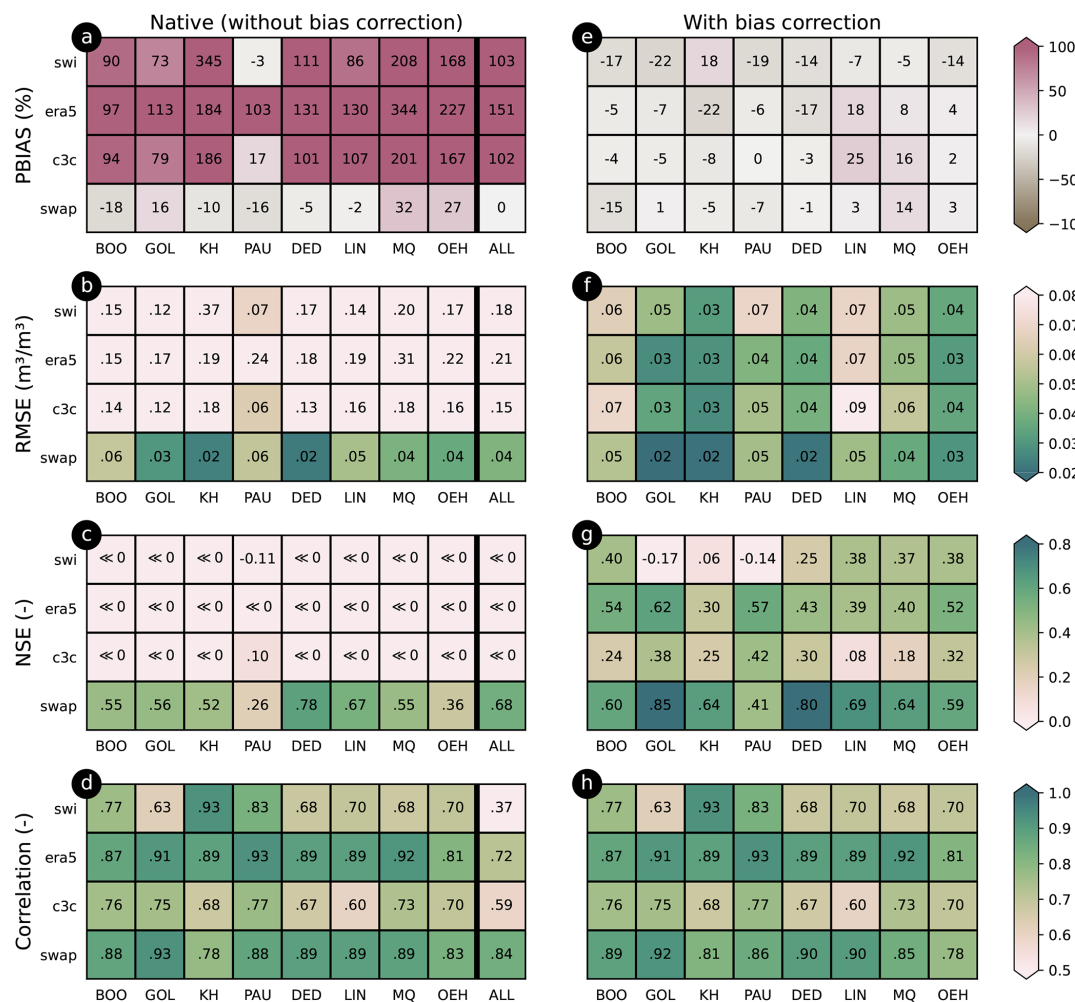 Native (without bias correction)
With bias correction
a
swi 90 73 345 -3 111 86 208 168 103
era5 97 113 184 103 131 130 344 227 151
c3c 94 79 186 17 101 107 201 167 102
swap -18 16 -10 -16 -5 -2 32 27 0
BOO GOL KH PAU DED LIN MQ OEH ALL
PBIAS (%)
e
-17 -22 18 -19 -14 -7 -5 -14
-5 -7 -22 -6 -17 18 8 4
-4 -5 -8 0 -3 25 16 2
-15 1 -5 -7 -1 3 14 3
BOO GOL KH PAU DED LIN MQ OEH
100
50
0
−50
−10
b
swi .15 .12 .37 .07 .17 .14 .20 .17 .18
era5 .15 .17 .19 .24 .18 .19 .31 .22 .21
c3c .14 .12 .18 .06 .13 .16 .18 .16 .15
swap .06 .03 .02 .06 .02 .05 .04 .04 .04
BOO GOL KH PAU DED LIN MQ OEH ALL
RMSE (m³/m³)
f
.06 .05 .03 .07 .04 .07 .05 .04
.06 .03 .03 .04 .04 .07 .05 .03
.07 .03 .03 .05 .04 .09 .06 .04
.05 .02 .02 .05 .02 .05 .04 .03
BOO GOL KH PAU DED LIN MQ OEH
0.08
0.07
0.06
0.05
0.04
0.03
0.02
c
swi ≪0 ≪0 ≪0 -0.11 ≪0 ≪0 ≪0 ≪0 ≪0
era5 ≪0 ≪0 ≪0 ≪0 ≪0 ≪0 ≪0 ≪0 ≪0
c3c ≪0 ≪0 ≪0 .10 ≪0 ≪0 ≪0 ≪0 ≪0
swap .55 .56 .52 .26 .78 .67 .55 .36 .68
BOO GOL KH PAU DED LIN MQ OEH ALL
NSE (-)
g
.40 -0.17 .06 -0.14 .25 .38 .37 .38
.54 .62 .30 .57 .43 .39 .40 .52
.24 .38 .25 .42 .30 .08 .18 .32
.60 .85 .64 .41 .80 .69 .64 .59
BOO GOL KH PAU DED LIN MQ OEH
0.8
0.6
0.4
0.2
0.0
d
swi .77 .63 .93 .83 .68 .70 .68 .70 .37
era5 .87 .91 .89 .93 .89 .89 .92 .81 .72
c3c .76 .75 .68 .77 .67 .60 .73 .70 .59
swap .88 .93 .78 .88 .89 .89 .89 .83 .84
BOO GOL KH PAU DED LIN MQ OEH ALL
Correlation (-)
h
.77 .63 .93 .83 .68 .70 .68 .70
.87 .91 .89 .93 .89 .89 .92 .81
.76 .75 .68 .77 .67 .60 .73 .70
.89 .92 .81 .86 .90 .90 .85 .78
BOO GOL KH PAU DED LIN MQ OEH
1.0
0.9
0.8
0.7
0.6
0.5